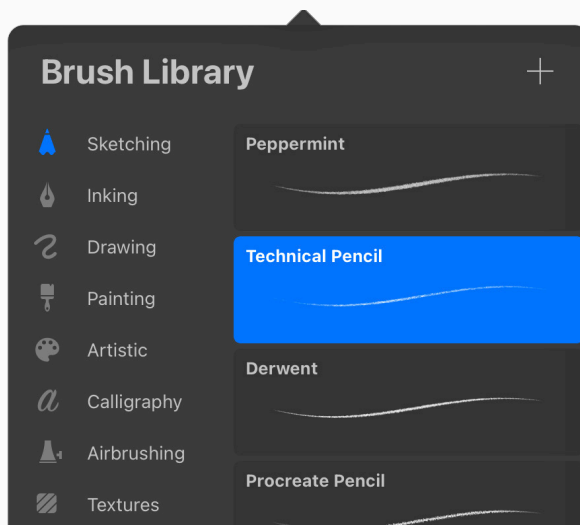 Brush Library
Sketching
Inking
Drawing
Painting
Artistic
Calligraphy
Airbrushing
Textures
Peppermint
Technical Pencil
Derwent
Procreate Pencil